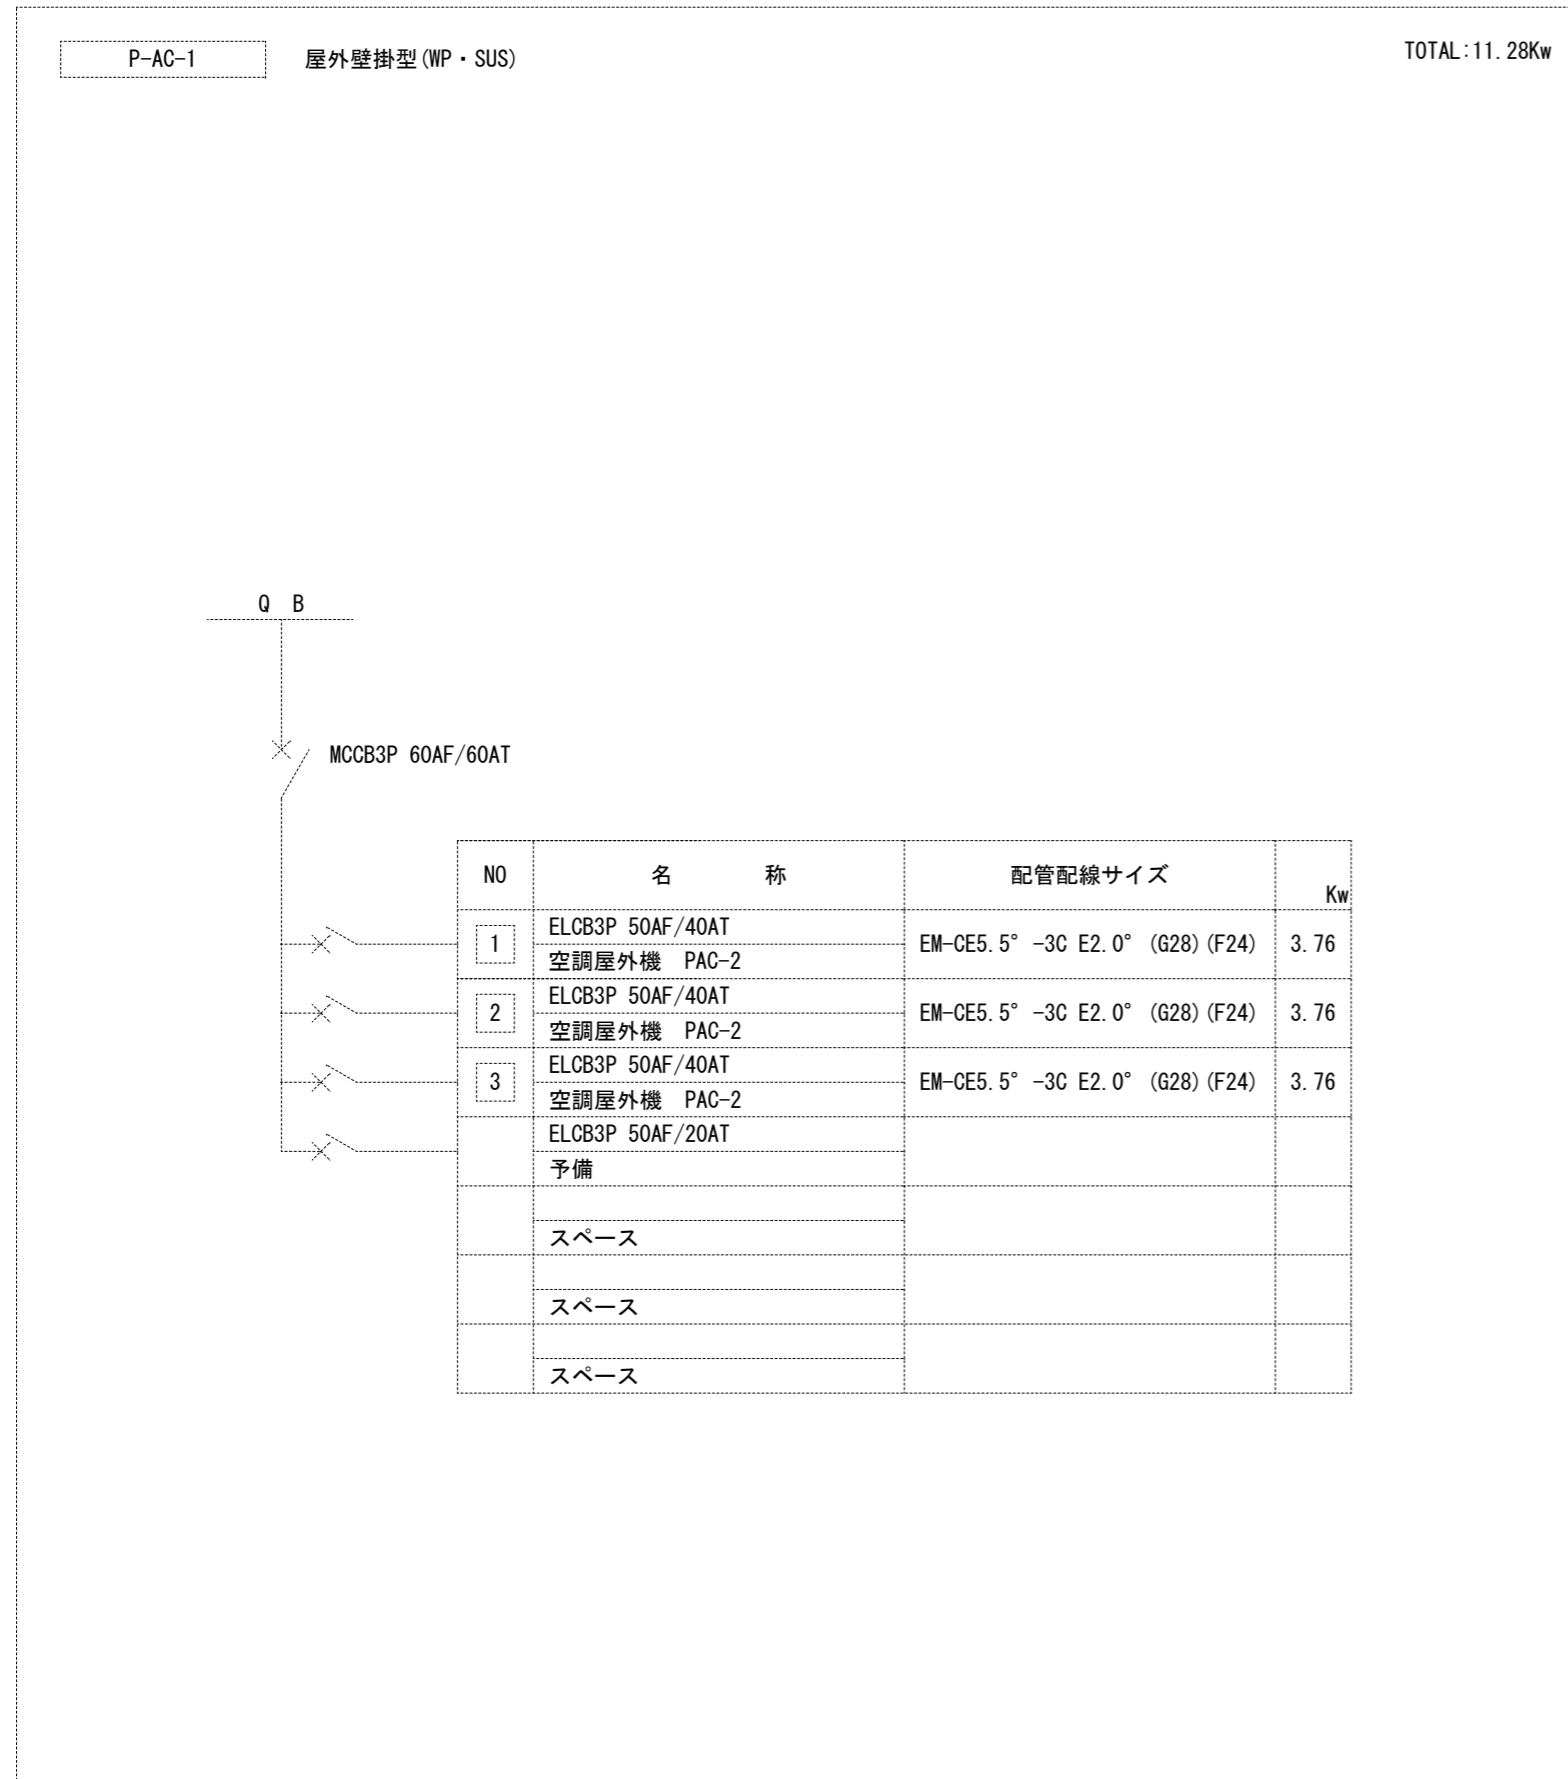 P-AC-1 屋外壁掛型(WP・SUS) TOTAL:11.28Kw
Q B
MCCB3P 60AF/60AT
NO 名 称 配管配線サイズ Kw
ELCB3P 50AF/40AT
1 EM-CE5.5° -3C E2.0° (G28)(F24) 3.76
空調屋外機 PAC-2
ELCB3P 50AF/40AT
2 EM-CE5.5° -3C E2.0° (G28)(F24) 3.76
空調屋外機 PAC-2
ELCB3P 50AF/40AT
3 EM-CE5.5° -3C E2.0° (G28)(F24) 3.76
空調屋外機 PAC-2
ELCB3P 50AF/20AT
予備
スペース
スペース
スペース